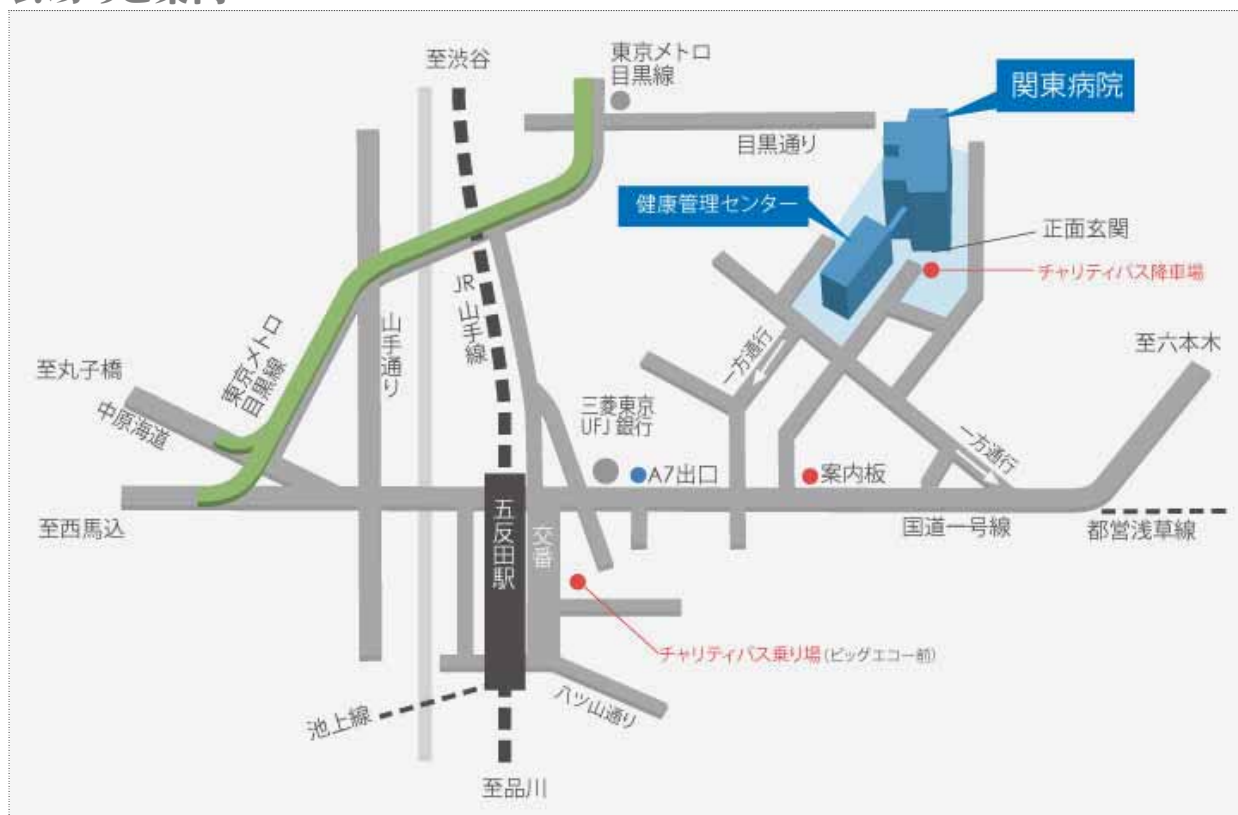 至渋谷
東京メトロ
目黒線
関東病院
目黒通り
健康管理センター
正面玄関
チャリティバス降車場
JR山手線
山手通り
東京メトロ
目黒線
至丸子橋
中原海道
一方通行
至六本木
三菱東京
UFJ 銀行
A7出口
案内板
一方通行
至西馬込
五反田駅
交番
国道一号線
都営浅草線
チャリティバス乗り場(ビッグエコー前)
池上線
八ツ山通り
至品川